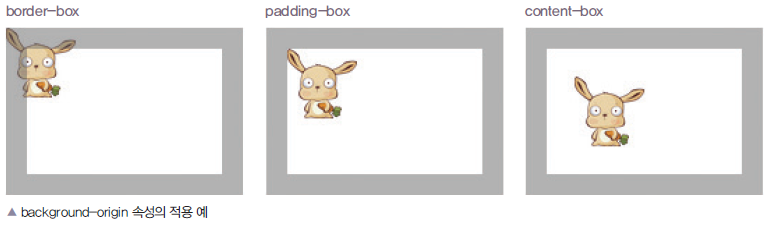 border-box
padding-box
content-box
▲ background-origin 속성의 적용 예